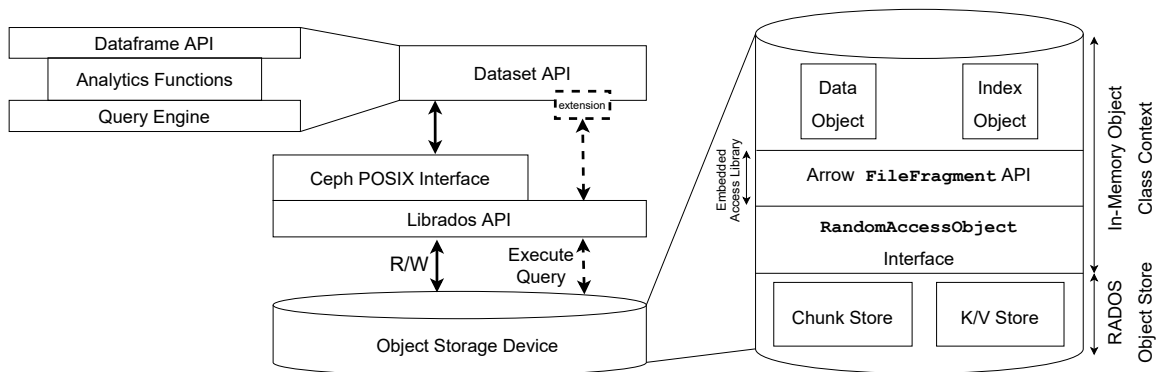 Dataframe API
Analytics Functions
Query Engine
Dataset API
extension
Ceph POSIX Interface
Librados API
R/W
Execute
Query
Object Storage Device
Data
Object
Index
Object
Embedded
Access Library
Arrow FileFragment API
RandomAccessObject
Interface
In-Memory Object
Class Context
Chunk Store
K/V Store
RADOS
Object Store